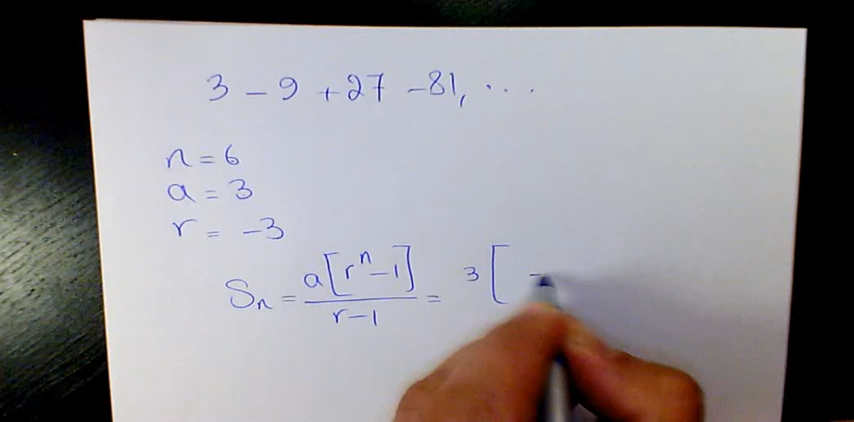 3 - 9 + 27 - 81, ...
n = 6
a = 3
r = -3
Sn = a[r^n - 1] / r - 1 = 3 [ -